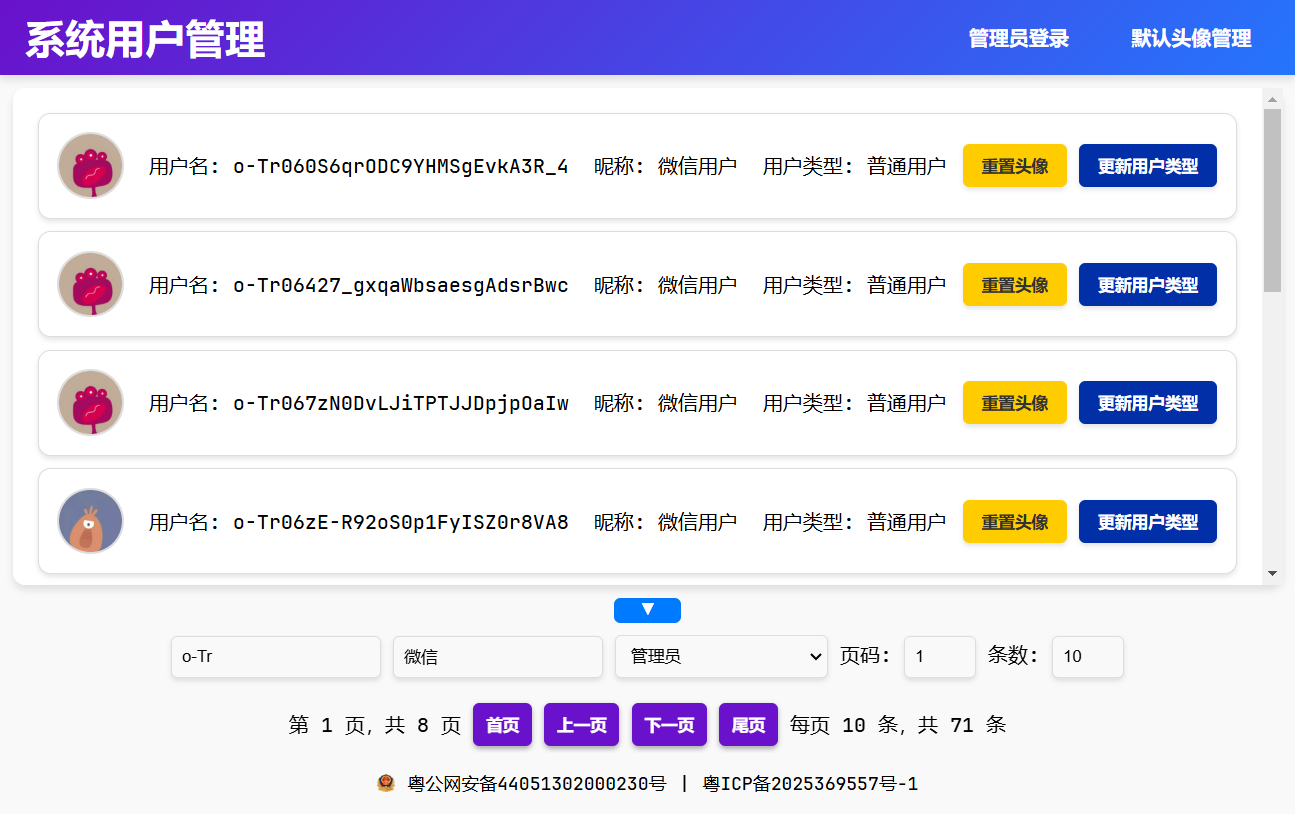 系统用户管理 管理员登录 默认头像管理
用户名: o-Tr060S6qrODC9YHMSgEvkA3R_4 昵称: 微信用户 用户类型: 普通用户 重置头像 更新用户类型
用户名: o-Tr06427_gxqaWbsaesgAdsrBwc 昵称: 微信用户 用户类型: 普通用户 重置头像 更新用户类型
用户名: o-Tr067zN0DvLJiTPTJJDpjpOaIw 昵称: 微信用户 用户类型: 普通用户 重置头像 更新用户类型
用户名: o-Tr06zE-R92oS0p1FyISZ0r8VA8 昵称: 微信用户 用户类型: 普通用户 重置头像 更新用户类型
▼
o-Tr 微信 管理员 页码: 1 条数: 10
第 1 页, 共 8 页 首页 上一页 下一页 尾页 每页 10 条, 共 71 条
粤公网安备44051302000230号 | 粤ICP备2025369557号-1